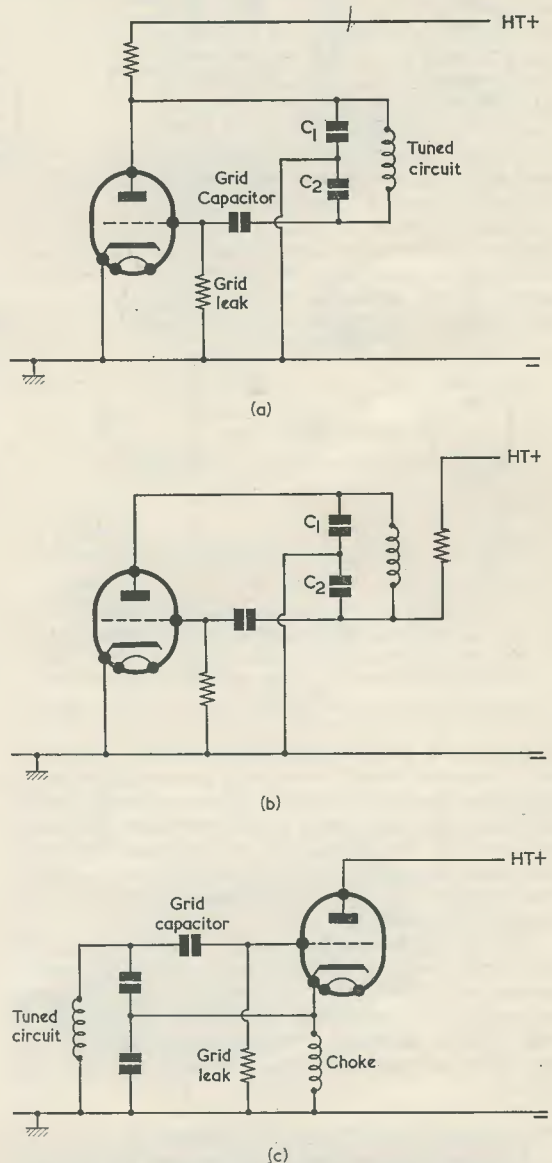 HT+
C1
Tuned
circuit
C2
Grid
Capacitor
Grid
leak
(a)
HT+
C1
C2
(b)
HT+
Grid
capacitor
Tuned
circuit
Grid
leak
Choke
(c)